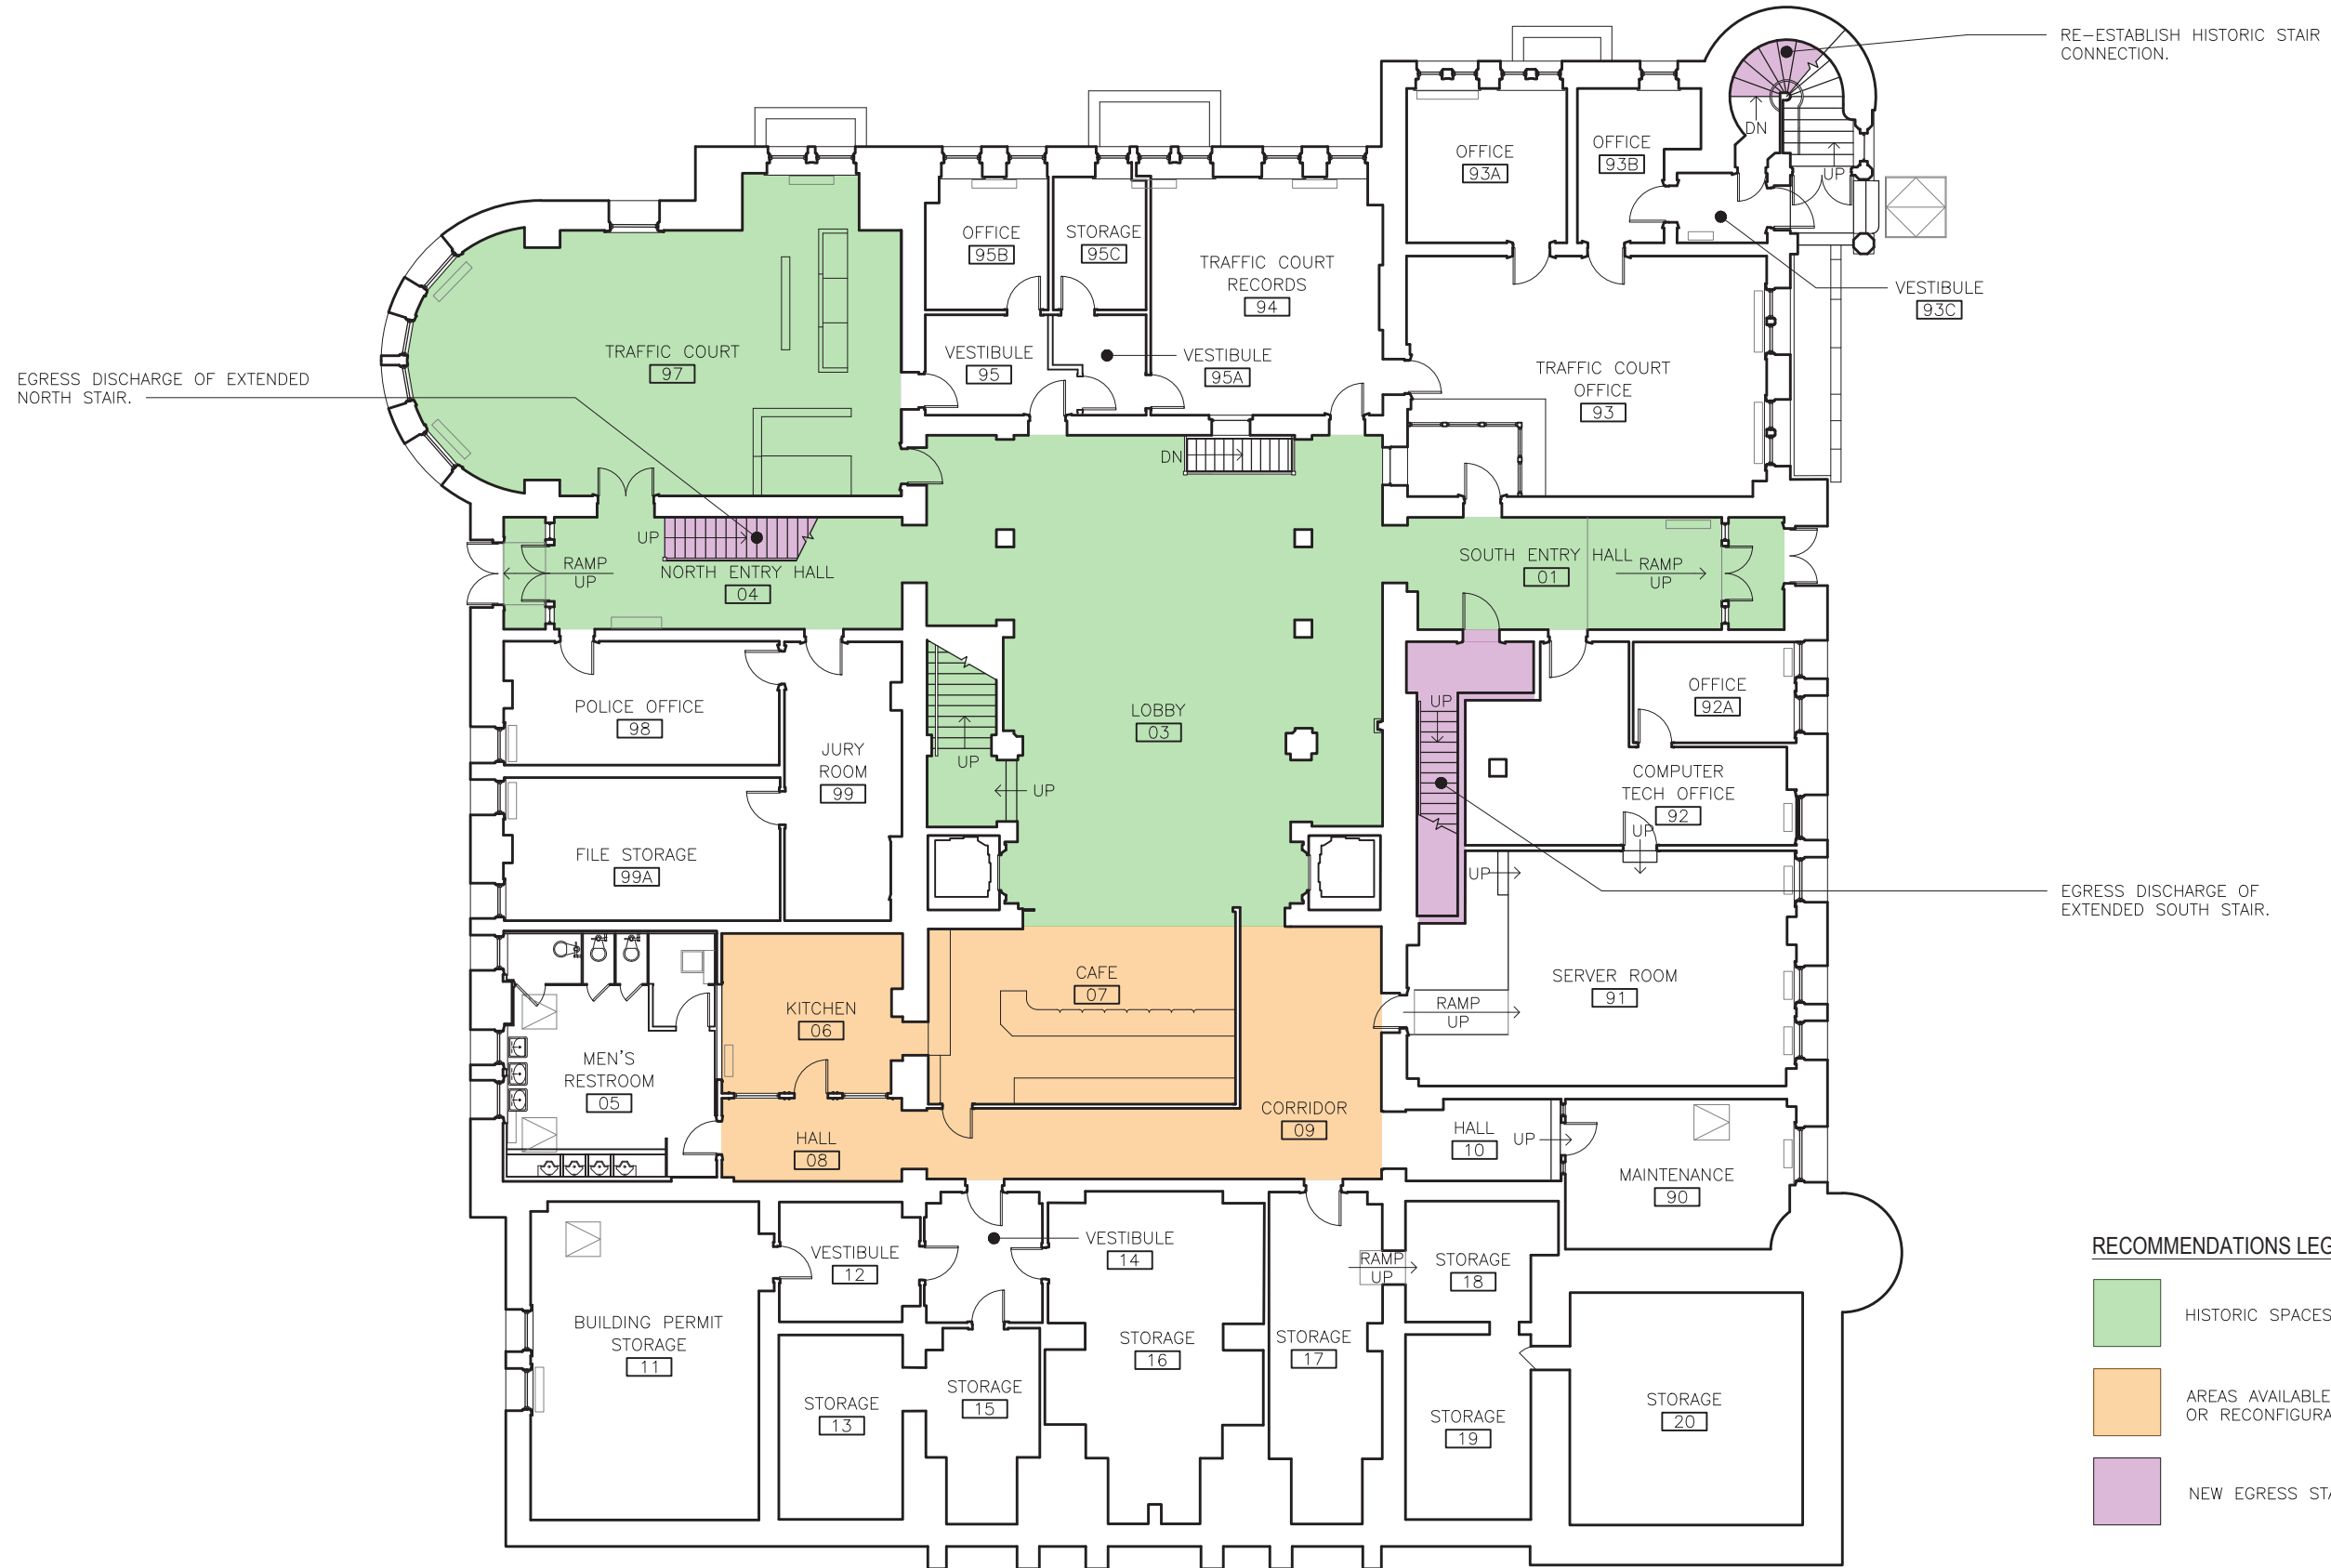 RE-ESTABLISH HISTORIC STAIR
CONNECTION.
DN
UP
OFFICE
93A
OFFICE
93B
VESTIBULE
93C
OFFICE
95B
STORAGE
95C
TRAFFIC COURT
RECORDS
94
VESTIBULE
95
VESTIBULE
95A
TRAFFIC COURT
97
TRAFFIC COURT
OFFICE
93
EGRESS DISCHARGE OF EXTENDED
NORTH STAIR.
DN
UP
RAMP
UP
NORTH ENTRY HALL
04
SOUTH ENTRY HALL
01
RAMP
UP
POLICE OFFICE
98
JURY
ROOM
99
FILE STORAGE
99A
UP
UP
LOBBY
03
UP
OFFICE
92A
COMPUTER
TECH OFFICE
92
UP
UP
EGRESS DISCHARGE OF
EXTENDED SOUTH STAIR.
SERVER ROOM
91
RAMP
UP
CAFE
07
KITCHEN
06
MEN'S
RESTROOM
05
HALL
08
CORRIDOR
09
HALL
10
UP
MAINTENANCE
90
VESTIBULE
12
VESTIBULE
14
RAMP
UP
STORAGE
18
BUILDING PERMIT
STORAGE
11
STORAGE
13
STORAGE
15
STORAGE
16
STORAGE
17
STORAGE
19
STORAGE
20
RECOMMENDATIONS LEG
HISTORIC SPACES
AREAS AVAILABLE
OR RECONFIGURA
NEW EGRESS STA